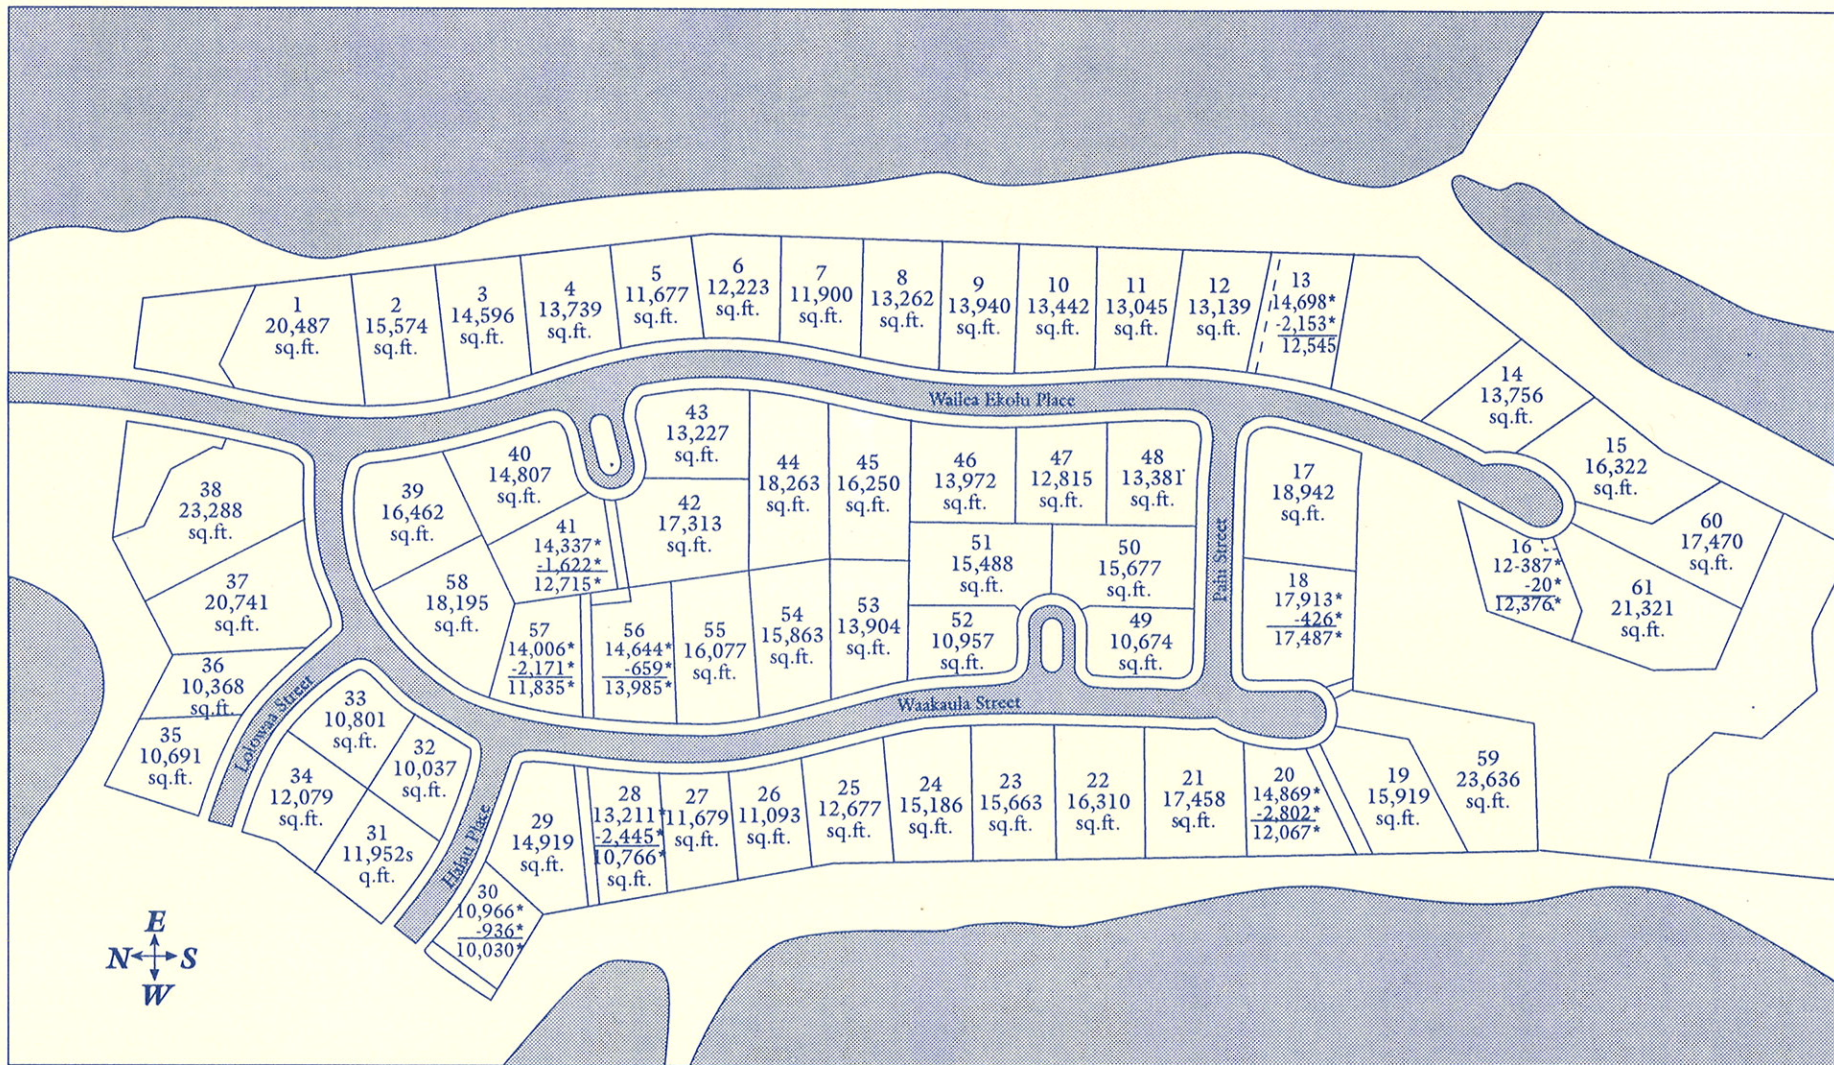 1
20,487
sq.ft.
2
15,574
sq.ft.
3
14,596
sq.ft.
4
13,739
sq.ft.
5
11,677
sq.ft.
6
12,223
sq.ft.
7
11,900
sq.ft.
8
13,262
sq.ft.
9
13,940
sq.ft.
10
13,442
sq.ft.
11
13,045
sq.ft.
12
13,139
sq.ft.
13
14,698*
-2,153*
12,545
14
13,756
sq.ft.
15
16,322
sq.ft.
Wailea Ekolu Place
38
23,288
sq.ft.
39
16,462
sq.ft.
40
14,807
sq.ft.
41
14,337*
-1,622*
12,715*
43
13,227
sq.ft.
42
17,313
sq.ft.
44
18,263
sq.ft.
45
16,250
sq.ft.
46
13,972
sq.ft.
47
12,815
sq.ft.
48
13,381
sq.ft.
17
18,942
sq.ft.
60
17,470
sq.ft.
16
12-387*
-20*
12,376*
61
21,321
sq.ft.
37
20,741
sq.ft.
58
18,195
sq.ft.
51
15,488
sq.ft.
50
15,677
sq.ft.
Pahu Street
18
17,913*
-426*
17,487*
57
14,006*
-2,171*
11,835*
56
14,644*
-659*
13,985*
55
16,077
sq.ft.
54
15,863
sq.ft.
53
13,904
sq.ft.
52
10,957
sq.ft.
49
10,674
sq.ft.
36
10,368
sq.ft.
35
10,691
sq.ft.
Lolowaa Street
33
10,801
sq.ft.
32
10,037
sq.ft.
34
12,079
sq.ft.
31
11,952s
q.ft.
Waakaula Street
Halau Place
29
14,919
sq.ft.
28
13,211*
-2,445*
10,766*
sq.ft.
27
11,679
sq.ft.
26
11,093
sq.ft.
25
12,677
sq.ft.
24
15,186
sq.ft.
23
15,663
sq.ft.
22
16,310
sq.ft.
21
17,458
sq.ft.
20
14,869*
-2,802*
12,067*
19
15,919
sq.ft.
59
23,636
sq.ft.
30
10,966*
-936*
10,030*
E
N S
W